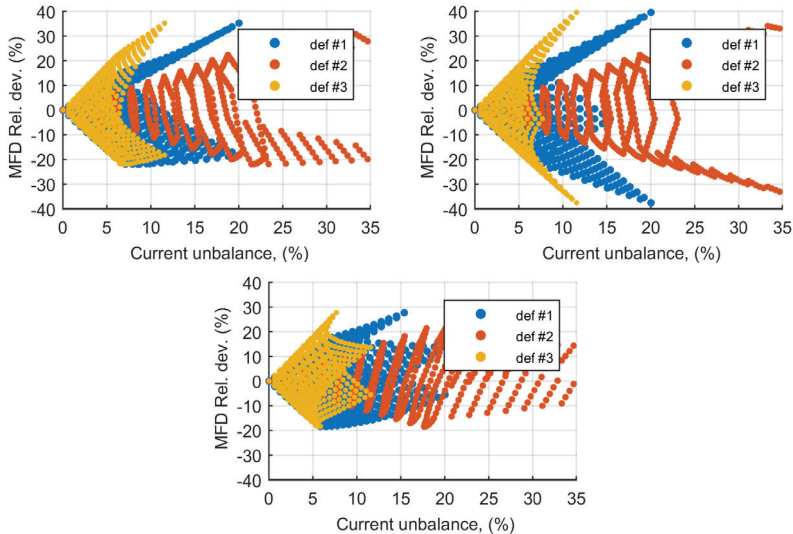 40
30
20
10
0
-10
-20
-30
-40
MFD Rel. dev. (%)
def #1
def #2
def #3
0 5 10 15 20 25 30 35
Current unbalance, (%)
40
30
20
10
0
-10
-20
-30
-40
MFD Rel. dev. (%)
def #1
def #2
def #3
0 5 10 15 20 25 30 35
Current unbalance, (%)
40
30
20
10
0
-10
-20
-30
-40
MFD Rel. dev. (%)
def #1
def #2
def #3
0 5 10 15 20 25 30 35
Current unbalance, (%)